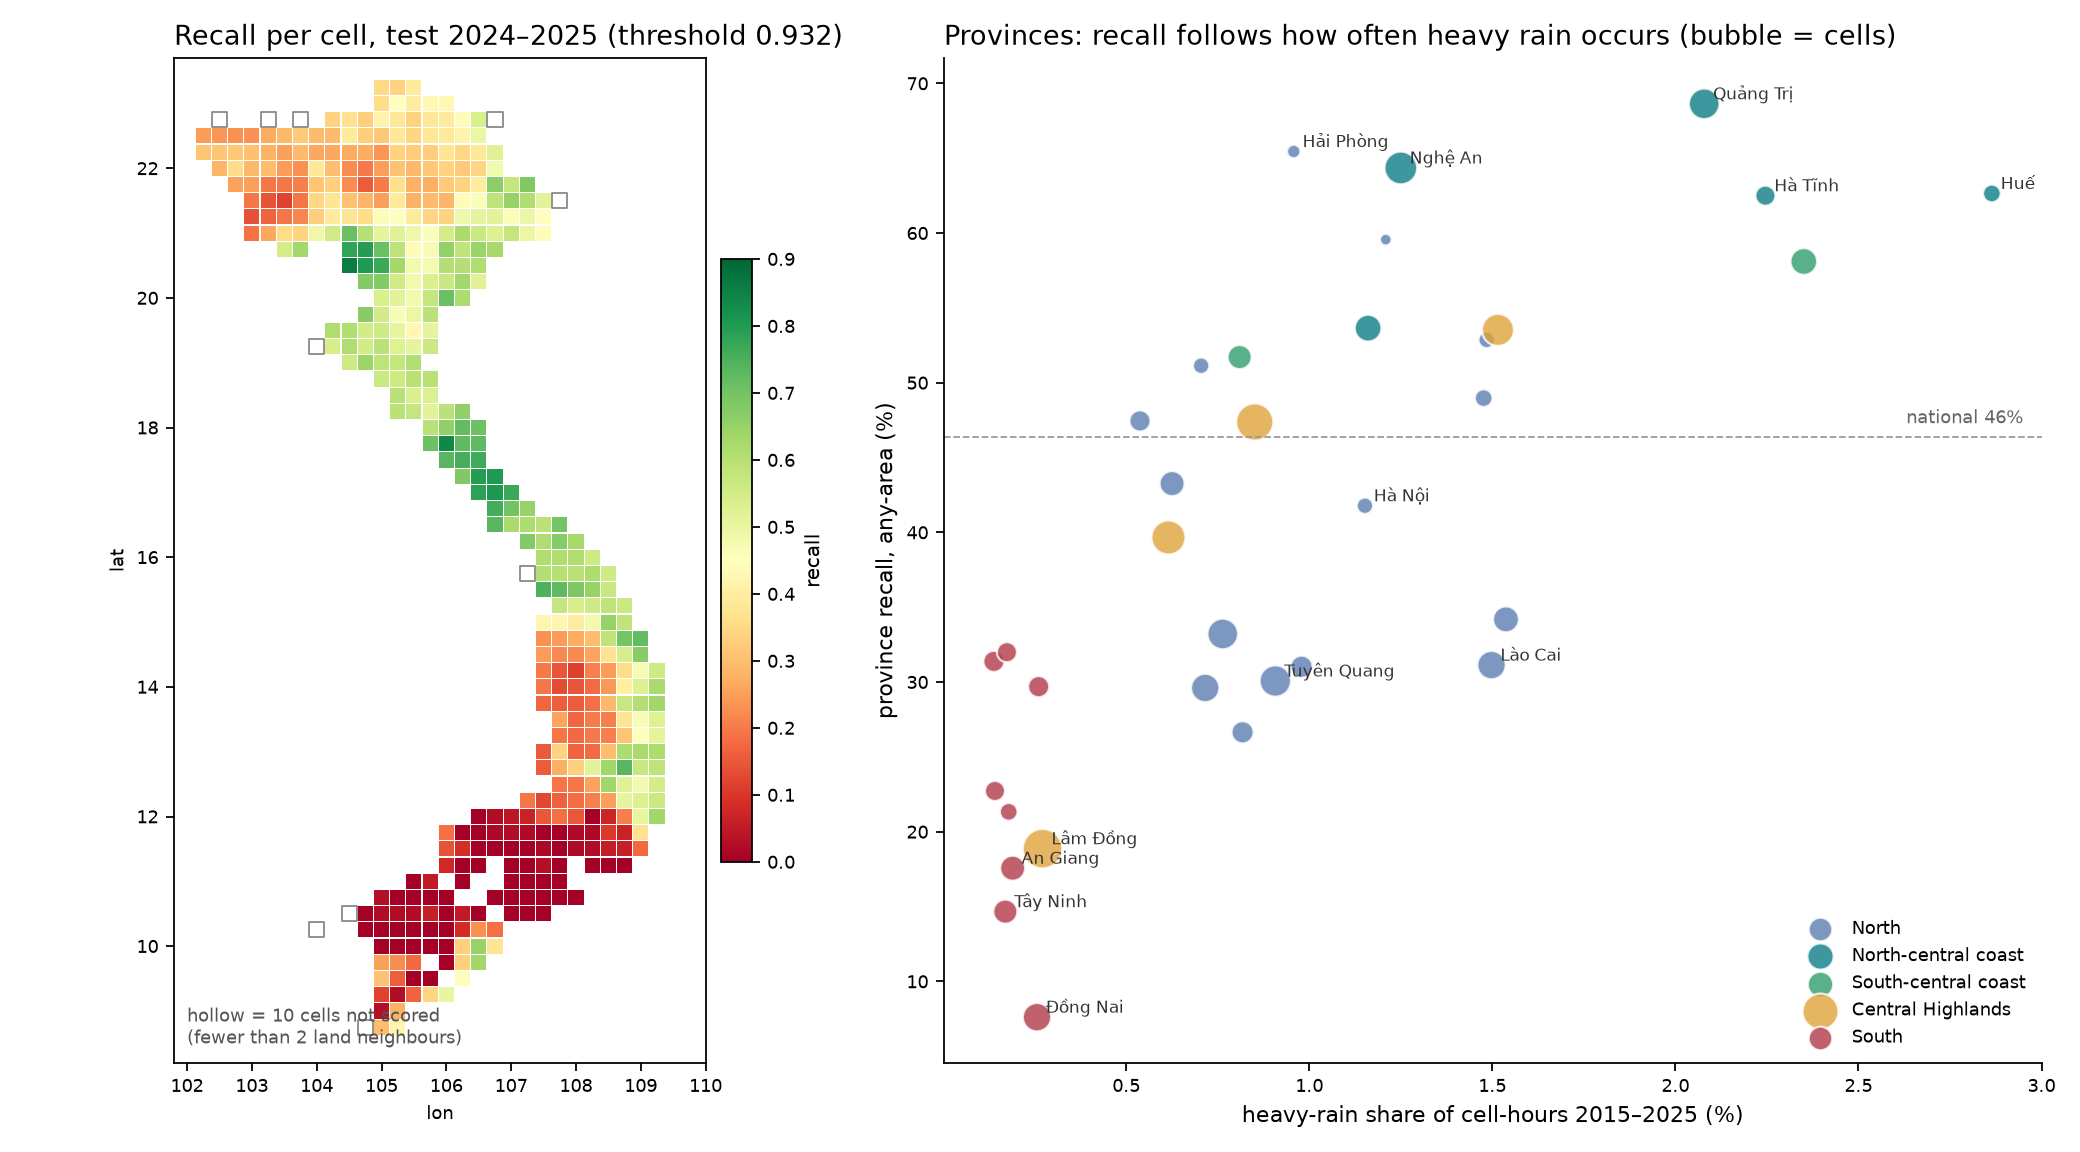 Recall per cell, test 2024–2025 (threshold 0.932)
22
20
18
16
14
12
10
lat
102 103 104 105 106 107 108 109 110
lon
hollow = 10 cells not scored
(fewer than 2 land neighbours)
0.9
0.8
0.7
0.6
0.5
0.4
0.3
0.2
0.1
0.0
recall
Provinces: recall follows how often heavy rain occurs (bubble = cells)
70
60
50
40
30
20
10
province recall, any-area (%)
Quảng Trị
Hải Phòng
Nghệ An
Hà Tĩnh
Huế
national 46%
Hà Nội
Lào Cai
Tuyên Quang
Lâm Đồng
An Giang
Tây Ninh
Đồng Nai
North
North-central coast
South-central coast
Central Highlands
South
0.5 1.0 1.5 2.0 2.5 3.0
heavy-rain share of cell-hours 2015–2025 (%)